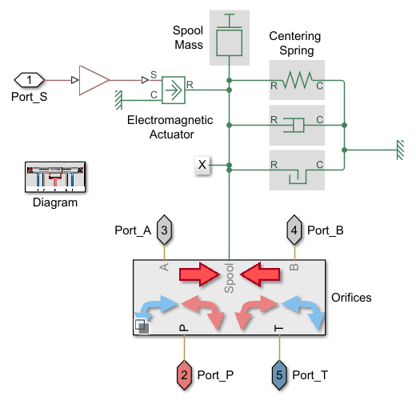 Spool
Mass
Centering
Spring
1
Port_S
S
C
R
Electromagnetic
Actuator
R
C
R
C
R
C
X
Diagram
Port_A
3
4
Port_B
A
Spool
B
Orifices
P
T
2
Port_P
5
Port_T